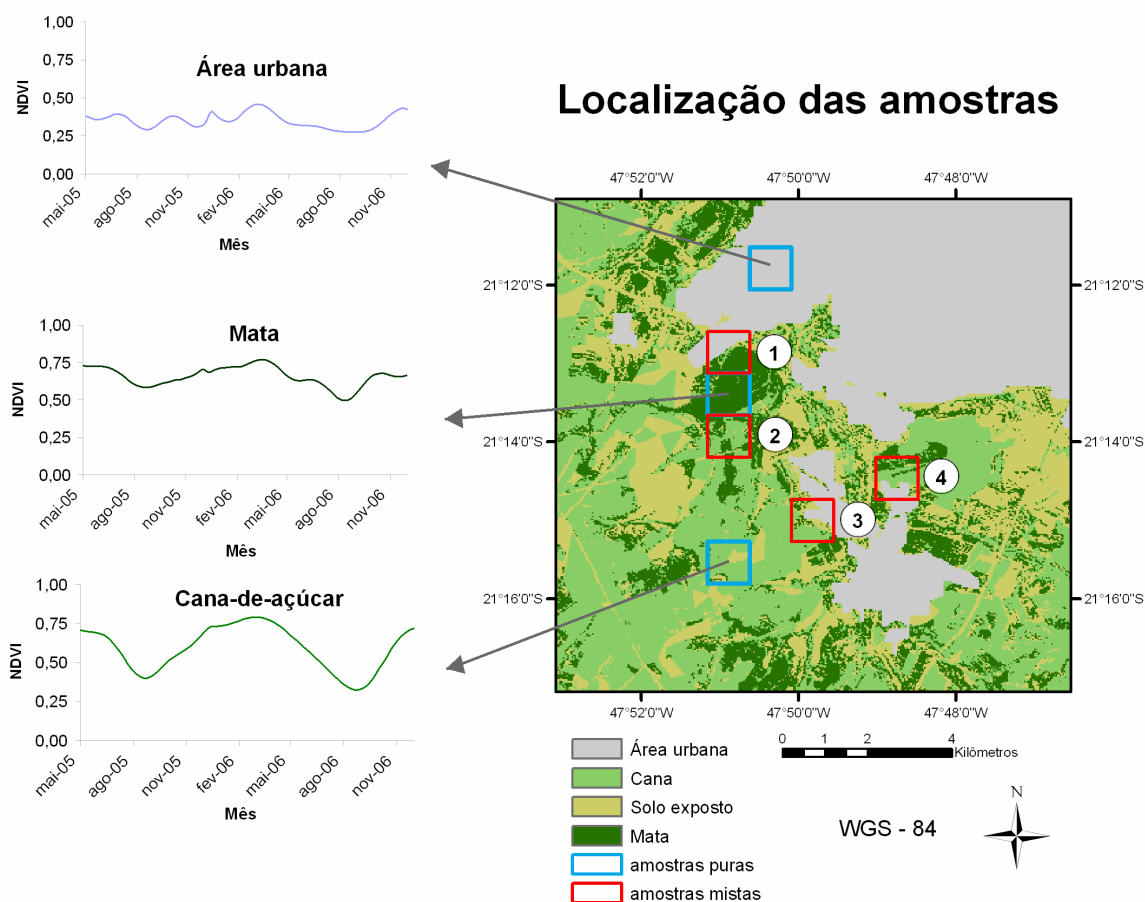 Localização das amostras
Área urbana
NDVI
1,00
0,75
0,50
0,25
0,00
mai-05
ago-05
nov-05
fev-06
mai-06
ago-06
nov-06
Mês
Mata
NDVI
1,00
0,75
0,50
0,25
0,00
mai-05
ago-05
nov-05
fev-06
mai-06
ago-06
nov-06
Mês
Cana-de-açúcar
NDVI
1,00
0,75
0,50
0,25
0,00
mai-05
ago-05
nov-05
fev-06
mai-06
ago-06
nov-06
Mês
47°52'0"W 47°50'0"W 47°48'0"W
21°12'0"S 21°12'0"S
1
2
21°14'0"S 21°14'0"S
4
3
21°16'0"S 21°16'0"S
47°52'0"W 47°50'0"W 47°48'0"W
Área urbana
Cana
Solo exposto
Mata
amostras puras
amostras mistas
0 1 2 4
Kilômetros
WGS - 84
N